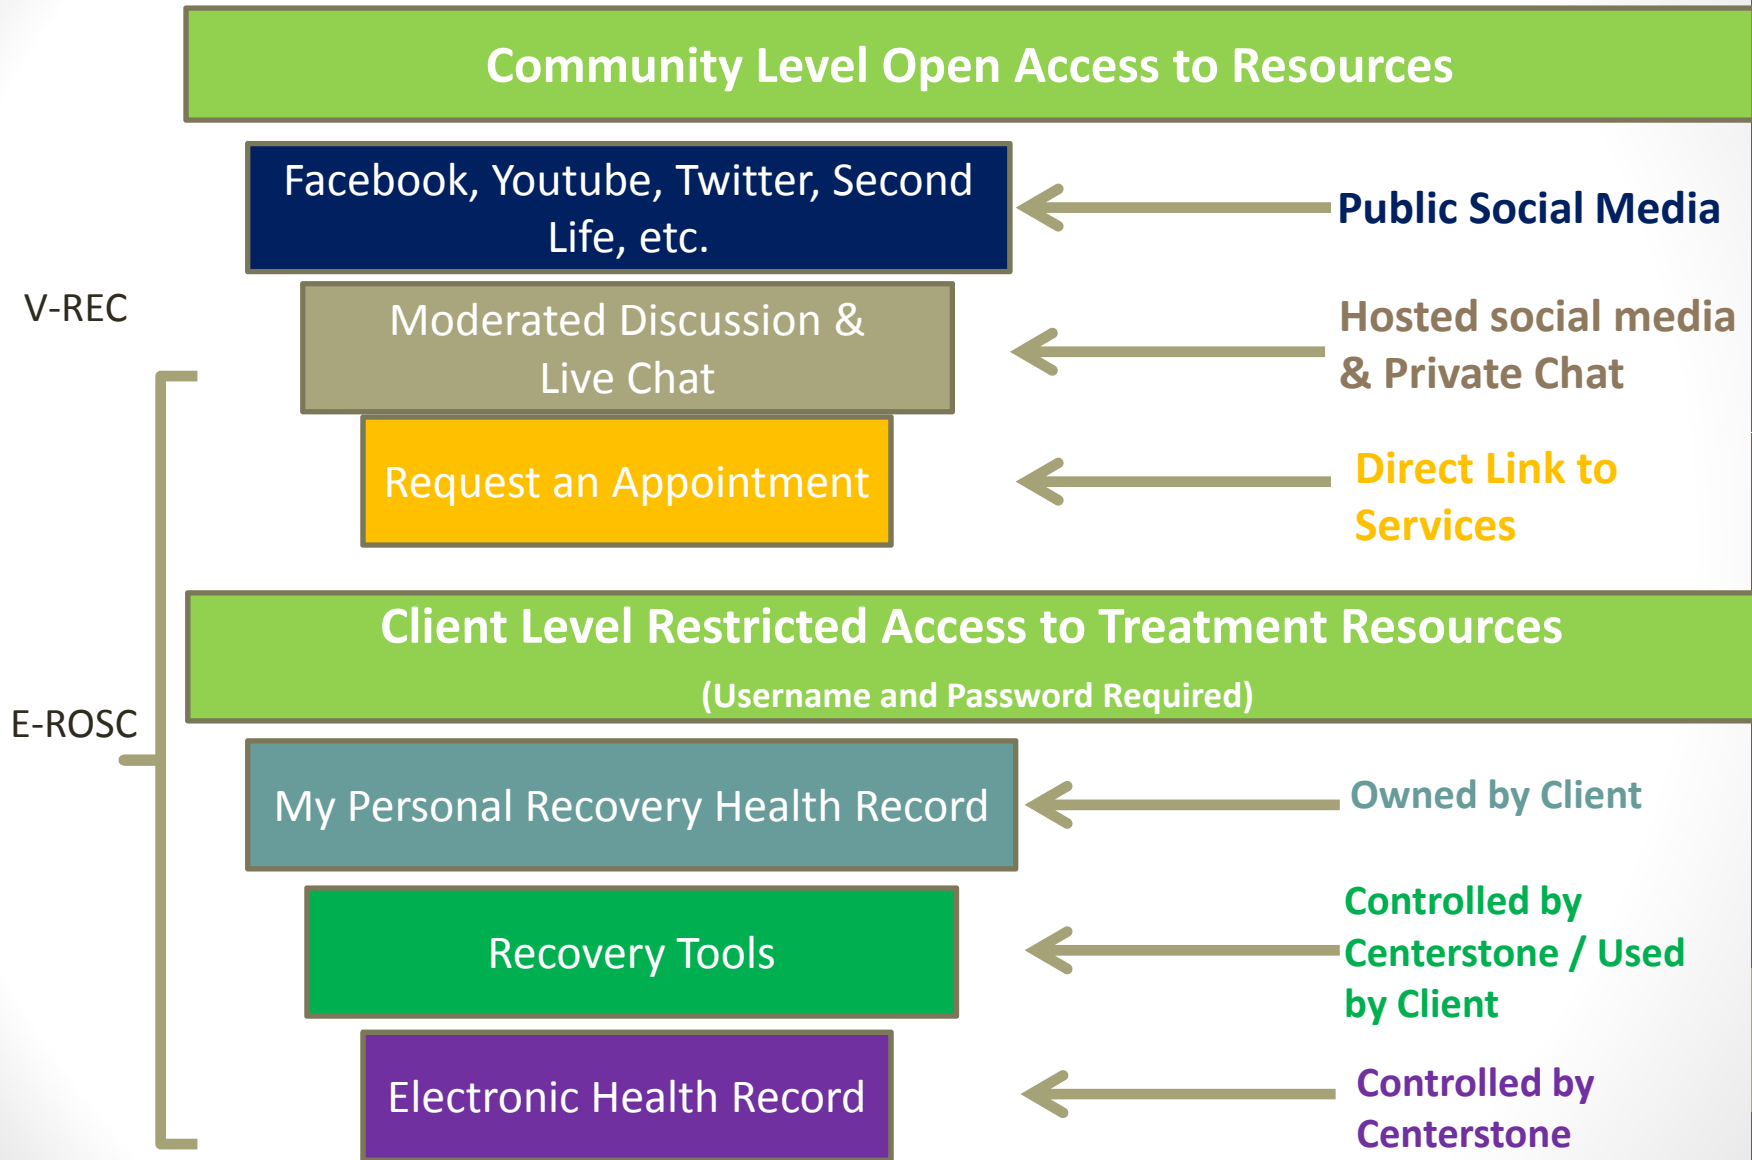 Community Level Open Access to Resources
Facebook, Youtube, Twitter, Second
Life, etc.
Public Social Media
V-REC
Moderated Discussion &
Live Chat
Hosted social media
& Private Chat
Request an Appointment
Direct Link to
Services
Client Level Restricted Access to Treatment Resources
(Username and Password Required)
E-ROSC
My Personal Recovery Health Record
Owned by Client
Recovery Tools
Controlled by
Centerstone / Used
by Client
Electronic Health Record
Controlled by
Centerstone